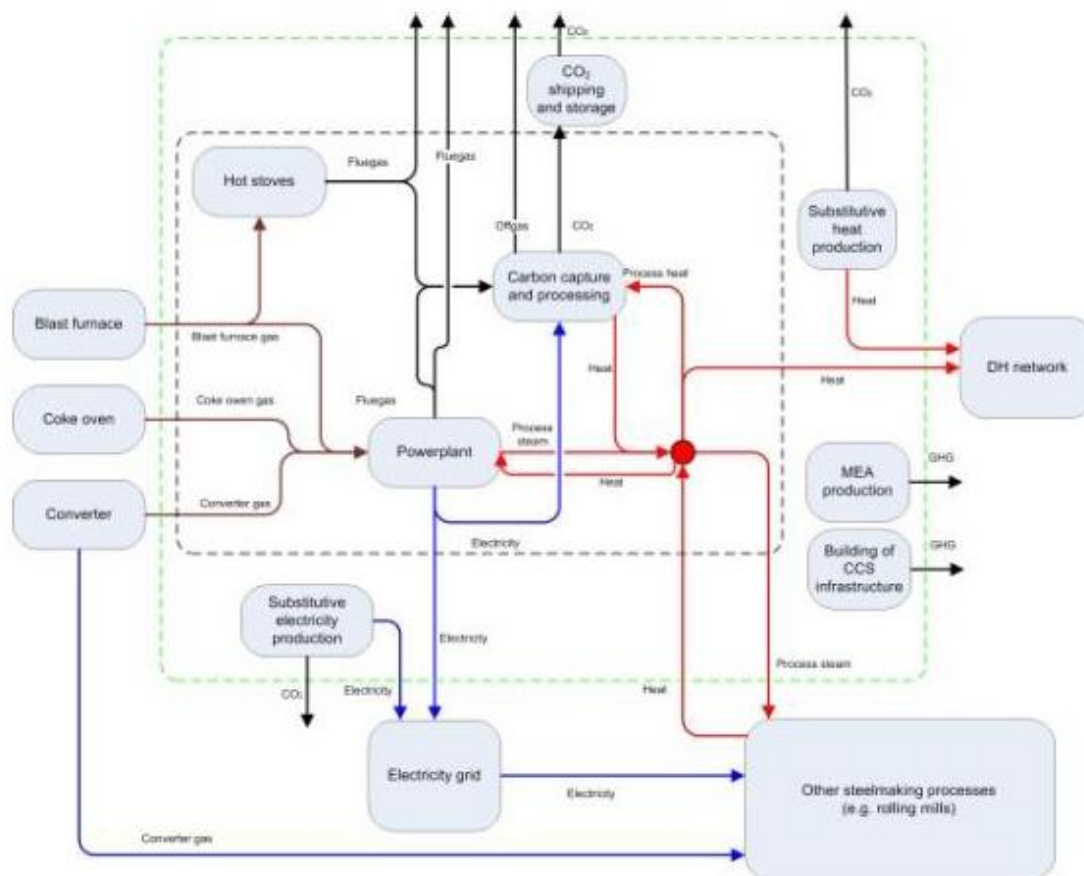 CO₂
CO₂
shipping
and storage
CO₂
Fluegas
Fluegas
Hot stoves
Substitutive
heat
production
Offgas
CO₂
Carbon capture
and processing
Process heat
Heat
Blast furnace
Blast furnace gas
Heat
Heat
DH network
Coke oven
Coke owen gas
Fluegas
Powerplant
Process
steam
Heat
MEA
production
GHG
Converter
Converter gas
Electricity
Building of
CCS
infrastructure
GHG
Substitutive
electricity
production
Electricity
Process steam
CO₂
Electricity
Heat
Electricity grid
Electricity
Other steelmaking processes
(e.g. rolling mills)
Converter gas